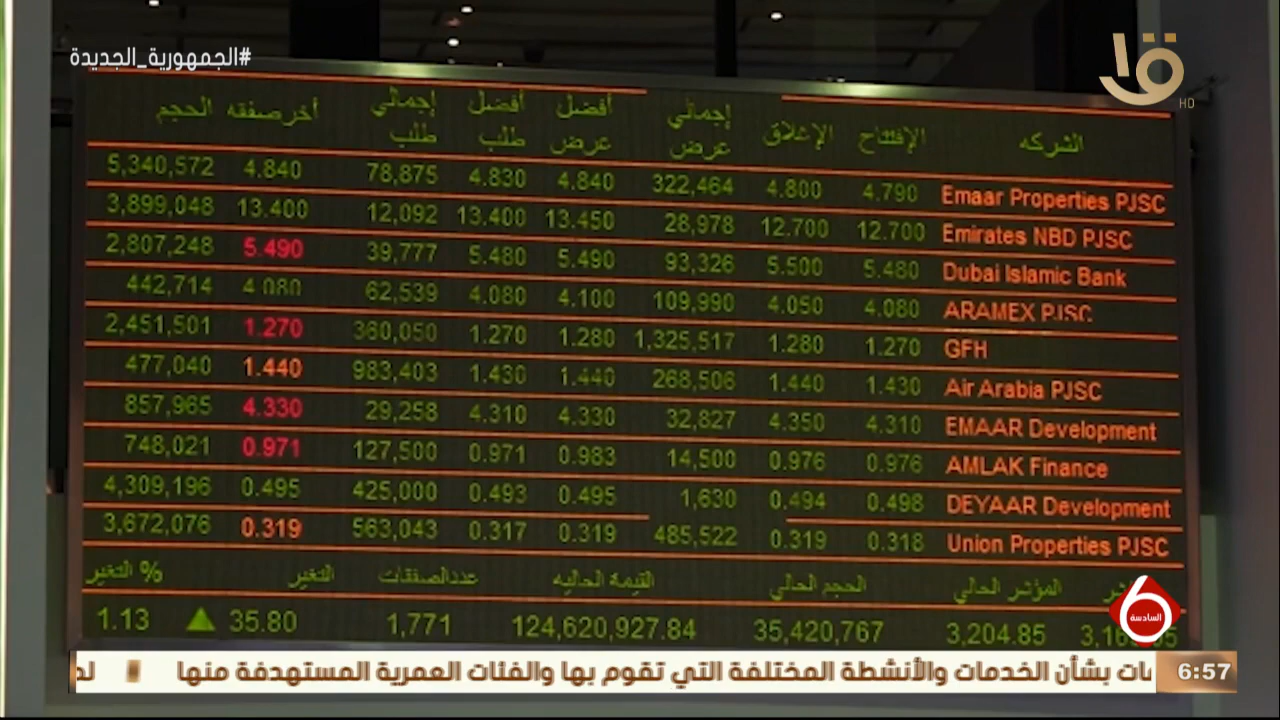 #الجمهورية_الجديدة
HD
الشركه الإفتتاح الإغلاق إجمالي عرض أفضل عرض أفضل طلب إجمالي طلب أخرصفقه الحجم
Emaar Properties PJSC 4.790 4.800 322,464 4.840 4.830 78,875 4.840 5,340,572
Emirates NBD PJSC 12.700 12.700 28,978 13.450 13.400 12,092 13.400 3,899,048
Dubai Islamic Bank 5.480 5.500 93,326 5.490 5.480 39,777 5.490 2,807,248
ARAMEX PJSC 4.080 4.050 109,990 4.100 4.080 62,539 4.080 442,714
GFH 1.270 1.280 1,325,517 1.280 1.270 360,050 1.270 2,451,501
Air Arabia PJSC 1.430 1.440 268,506 1.440 1.430 983,403 1.440 477,040
EMAAR Development 4.310 4.350 32,827 4.330 4.310 29,258 4.330 857,965
AMLAK Finance 0.976 0.976 14,500 0.983 0.971 127,500 0.971 748,021
DEYAAR Development 0.498 0.494 1,630 0.495 0.493 425,000 0.495 4,309,196
Union Properties PJSC 0.318 0.319 485,522 0.319 0.317 563,043 0.319 3,672,076
المؤشر الحالي الحجم الحالي القيمة الحاليه عددالصفقات التغير % التغير
3,204.85 35,420,767 124,620,927.84 1,771 35.80 ▲ 1.13
6 السادسة
بشأن الخدمات والأنشطة المختلفة التي تقوم بها والفئات العمرية المستهدفة منها
6:57